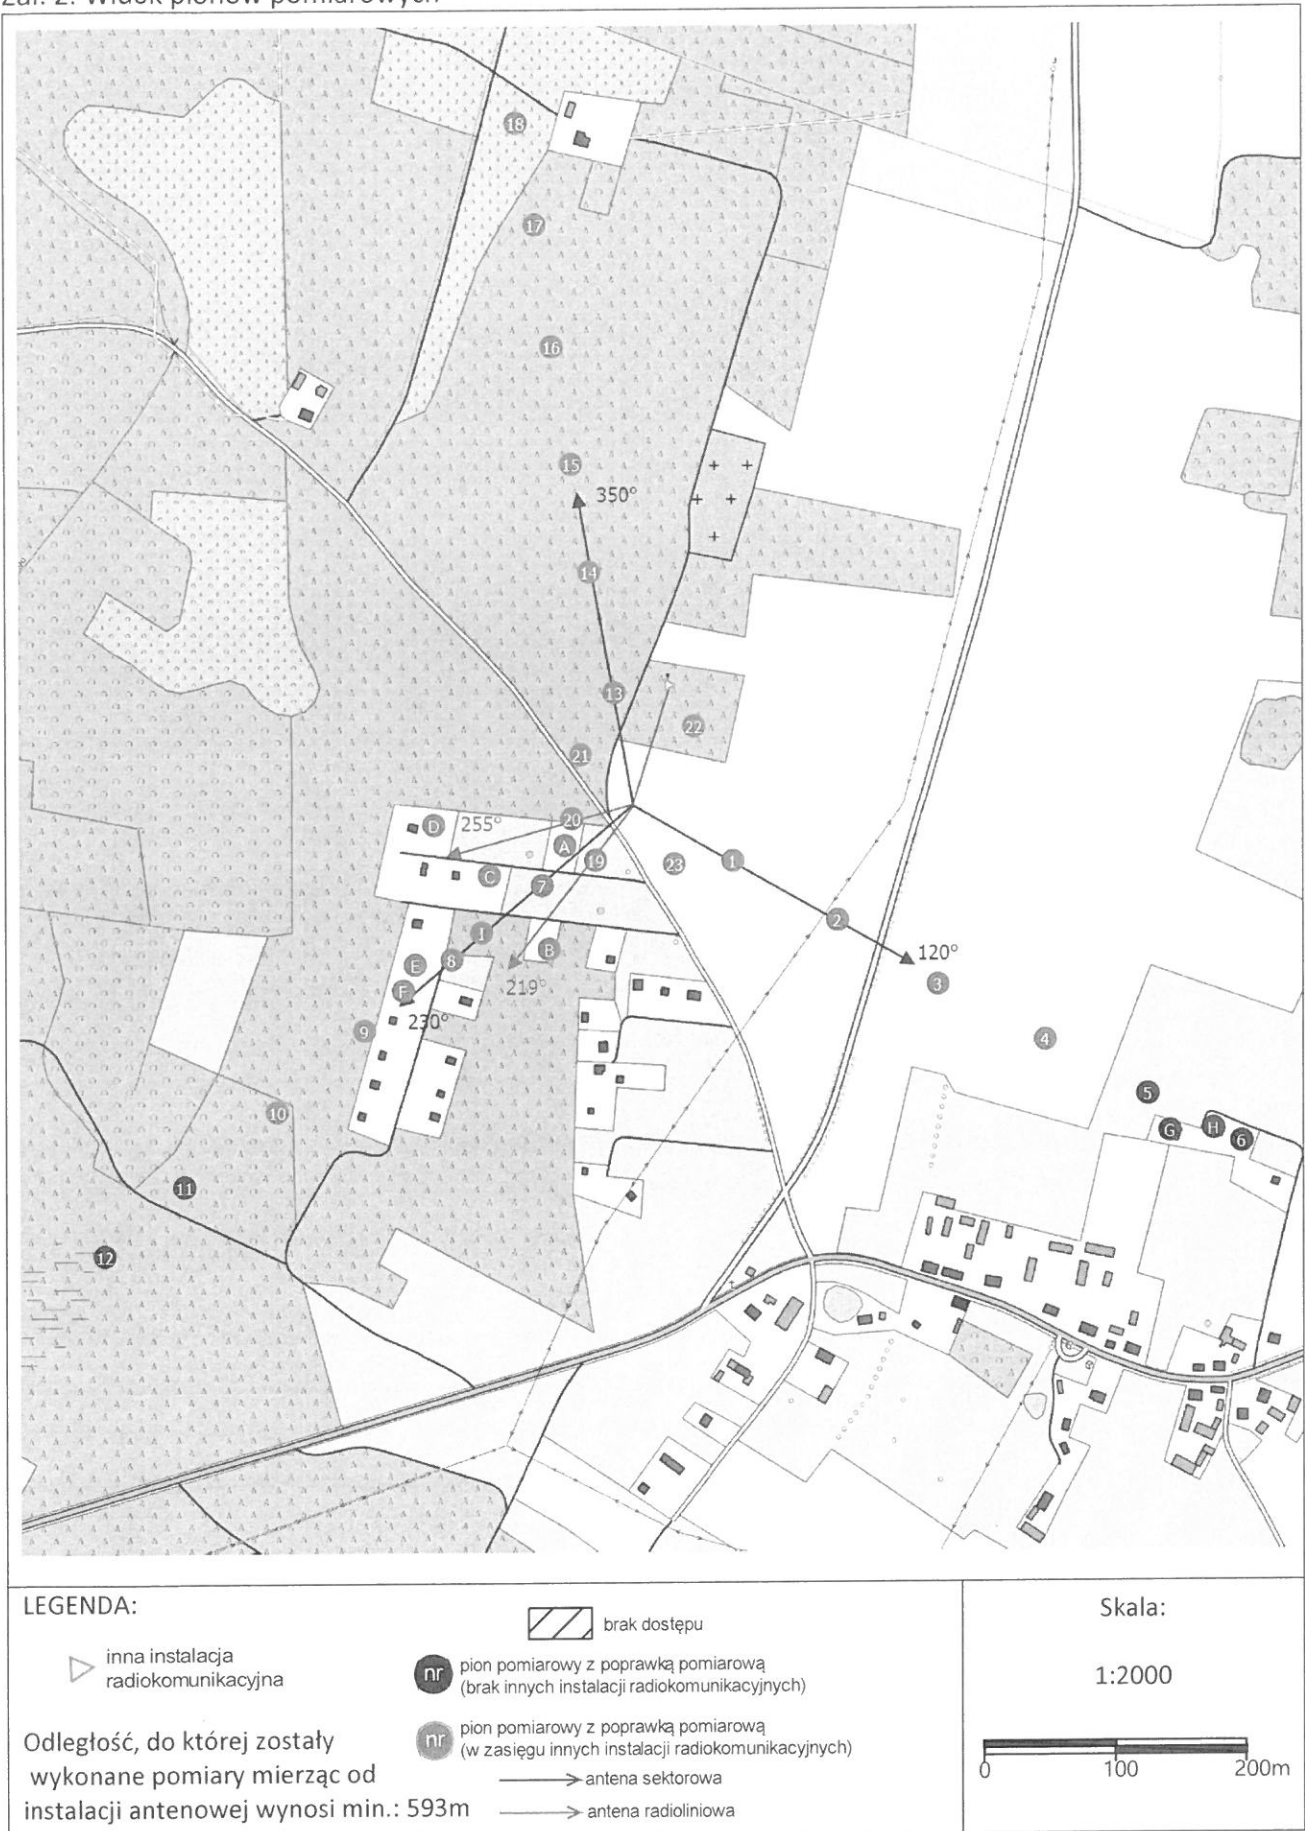 Zał. 2. Widok pionów pomiarowych
18
17
16
15
350°
14
13
22
21
20
255°
D
A
19
23
1
C
7
2
I
B
120°
8
E
219°
3
F
230°
9
4
5
10
G
H
6
11
12
LEGENDA:
inna instalacja
radiokomunikacyjna
Odległość, do której zostały
wykonane pomiary mierząc od
instalacji antenowej wynosi min.: 593m
brak dostępu
nr
pion pomiarowy z poprawką pomiarową
(brak innych instalacji radiokomunikacyjnych)
nr
pion pomiarowy z poprawką pomiarową
(w zasięgu innych instalacji radiokomunikacyjnych)
antena sektorowa
antena radioliniowa
Skala:
1:2000
0 100 200m